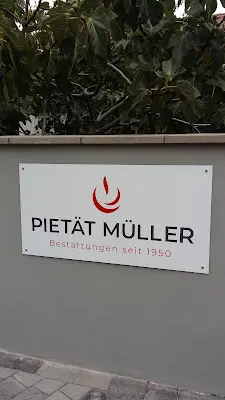 PIETÄT MÜLLER
Bestattungen seit 1950